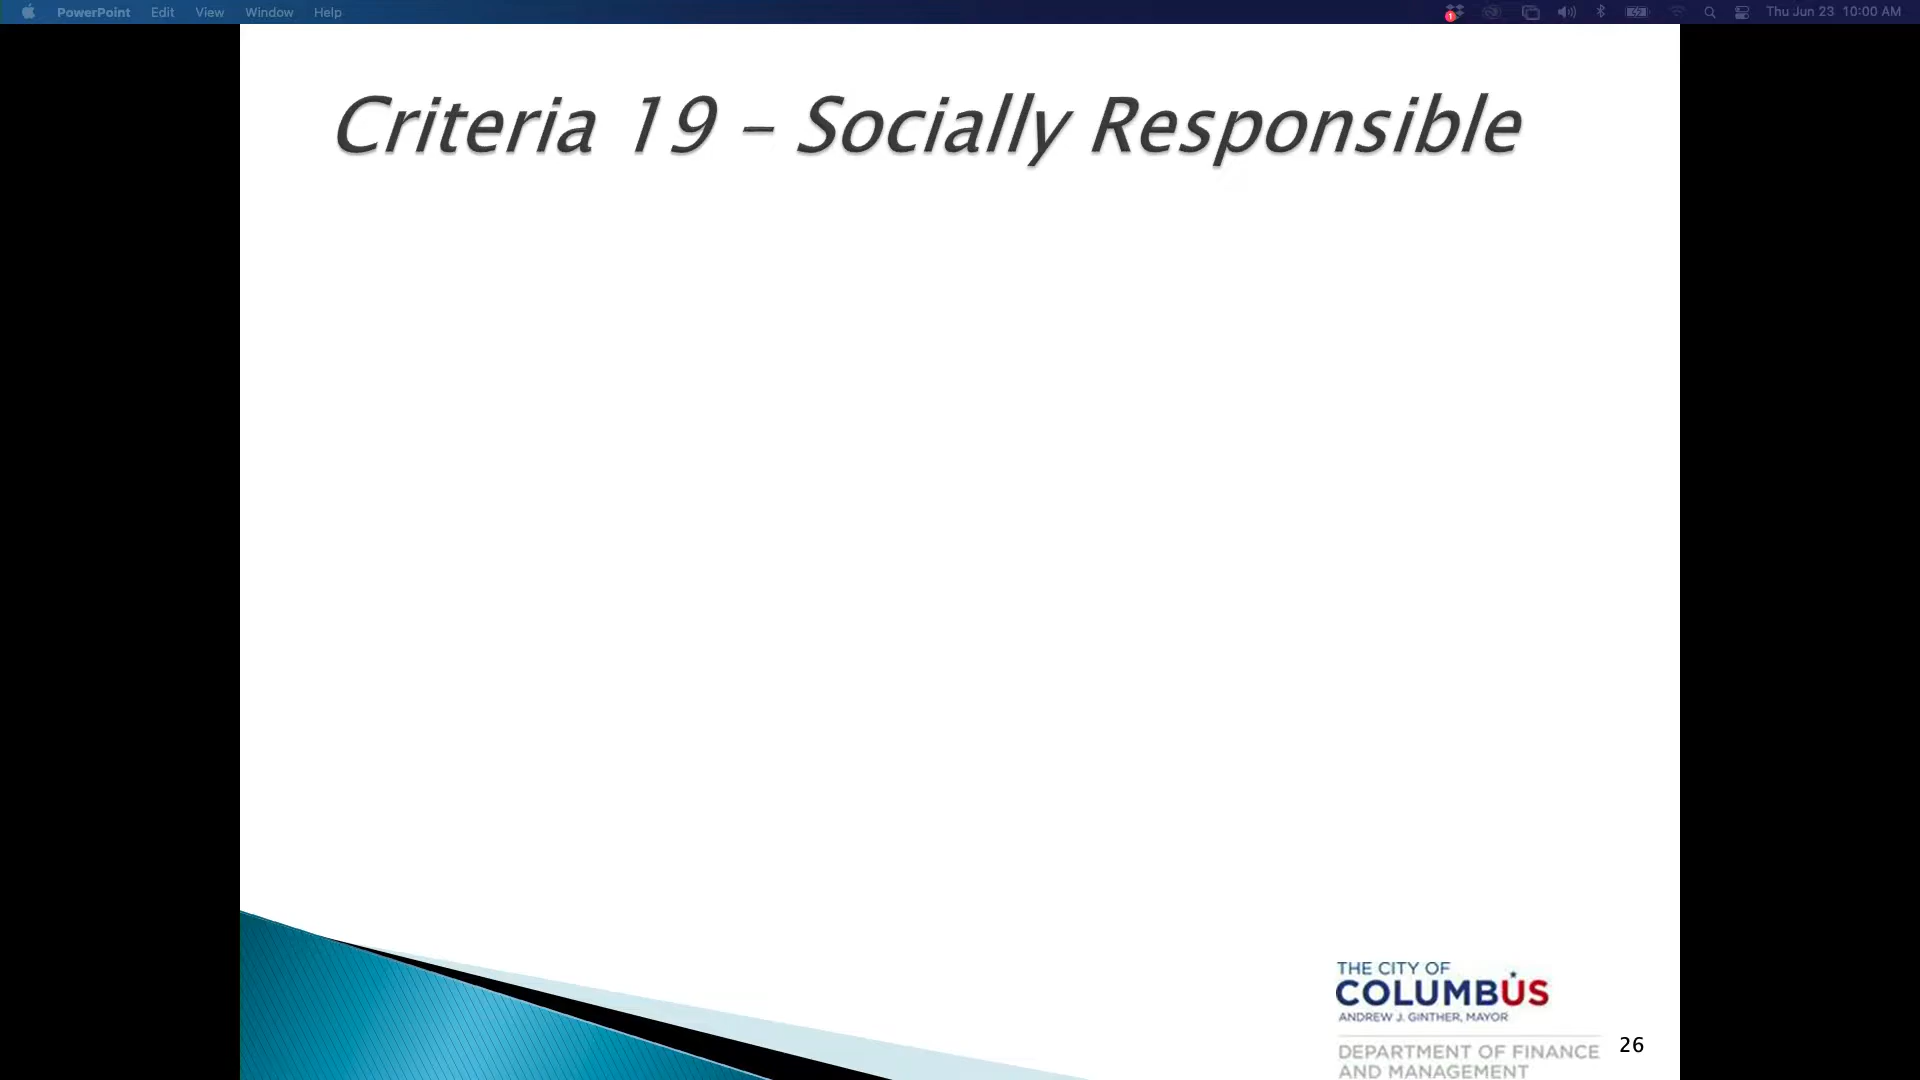 PowerPoint Edit View Window Help
1
Thu Jun 23 10:00 AM
Criteria 19 – Socially Responsible
THE CITY OF
COLUMBUS
ANDREW J. GINTHER, MAYOR
DEPARTMENT OF FINANCE
AND MANAGEMENT
26